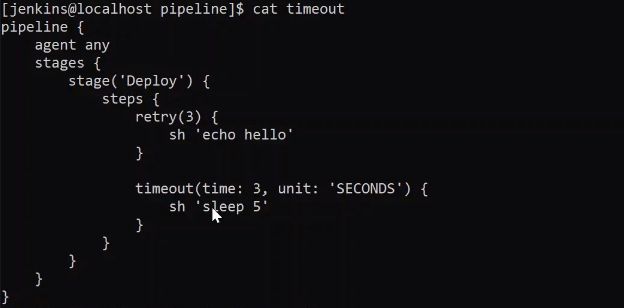 [jenkins@localhost pipeline]$ cat timeout
pipeline {
    agent any
    stages {
        stage('Deploy') {
            steps {
                retry(3) {
                    sh 'echo hello'
                }

                timeout(time: 3, unit: 'SECONDS') {
                    sh 'sleep 5'
                }
            }
        }
    }
}